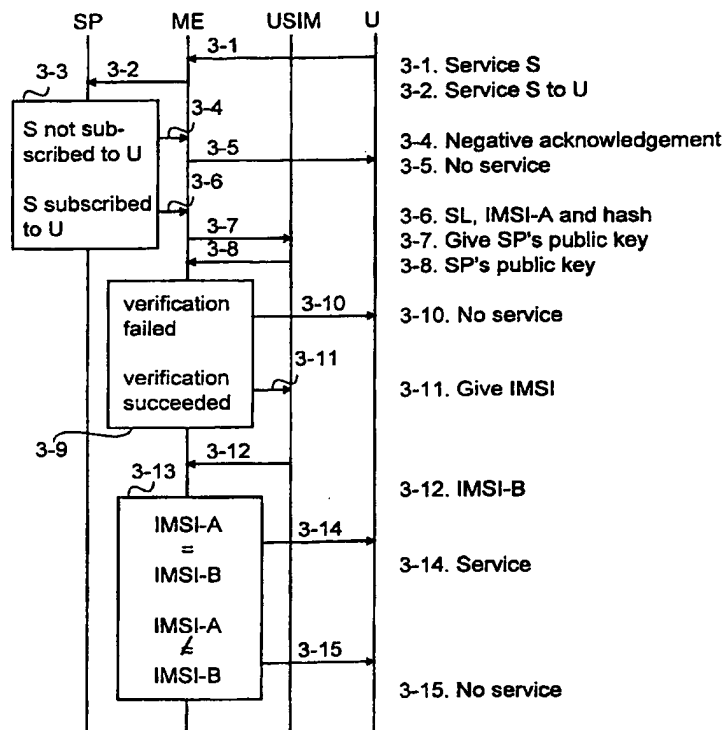 SP ME USIM U
3-1
3-1. Service S
3-3 3-2
3-2. Service S to U
S not sub-
scribed to U
3-4
3-4. Negative acknowledgement
3-5
3-5. No service
S subscribed
to U
3-6
3-6. SL, IMSI-A and hash
3-7
3-7. Give SP's public key
3-8
3-8. SP's public key
verification
failed
3-10
3-10. No service
verification
succeeded
3-11
3-11. Give IMSI
3-9
3-12
3-12. IMSI-B
3-13
IMSI-A
=
IMSI-B
3-14
3-14. Service
IMSI-A
≠
IMSI-B
3-15
3-15. No service